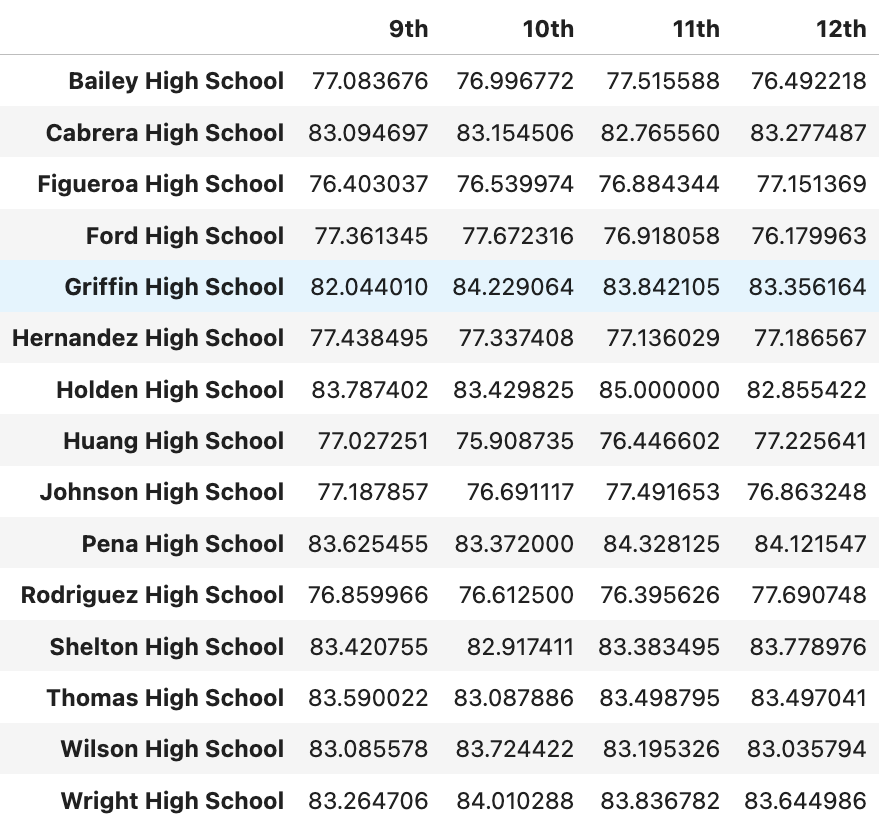 9th 10th 11th 12th
Bailey High School 77.083676 76.996772 77.515588 76.492218
Cabrera High School 83.094697 83.154506 82.765560 83.277487
Figueroa High School 76.403037 76.539974 76.884344 77.151369
Ford High School 77.361345 77.672316 76.918058 76.179963
Griffin High School 82.044010 84.229064 83.842105 83.356164
Hernandez High School 77.438495 77.337408 77.136029 77.186567
Holden High School 83.787402 83.429825 85.000000 82.855422
Huang High School 77.027251 75.908735 76.446602 77.225641
Johnson High School 77.187857 76.691117 77.491653 76.863248
Pena High School 83.625455 83.372000 84.328125 84.121547
Rodriguez High School 76.859966 76.612500 76.395626 77.690748
Shelton High School 83.420755 82.917411 83.383495 83.778976
Thomas High School 83.590022 83.087886 83.498795 83.497041
Wilson High School 83.085578 83.724422 83.195326 83.035794
Wright High School 83.264706 84.010288 83.836782 83.644986